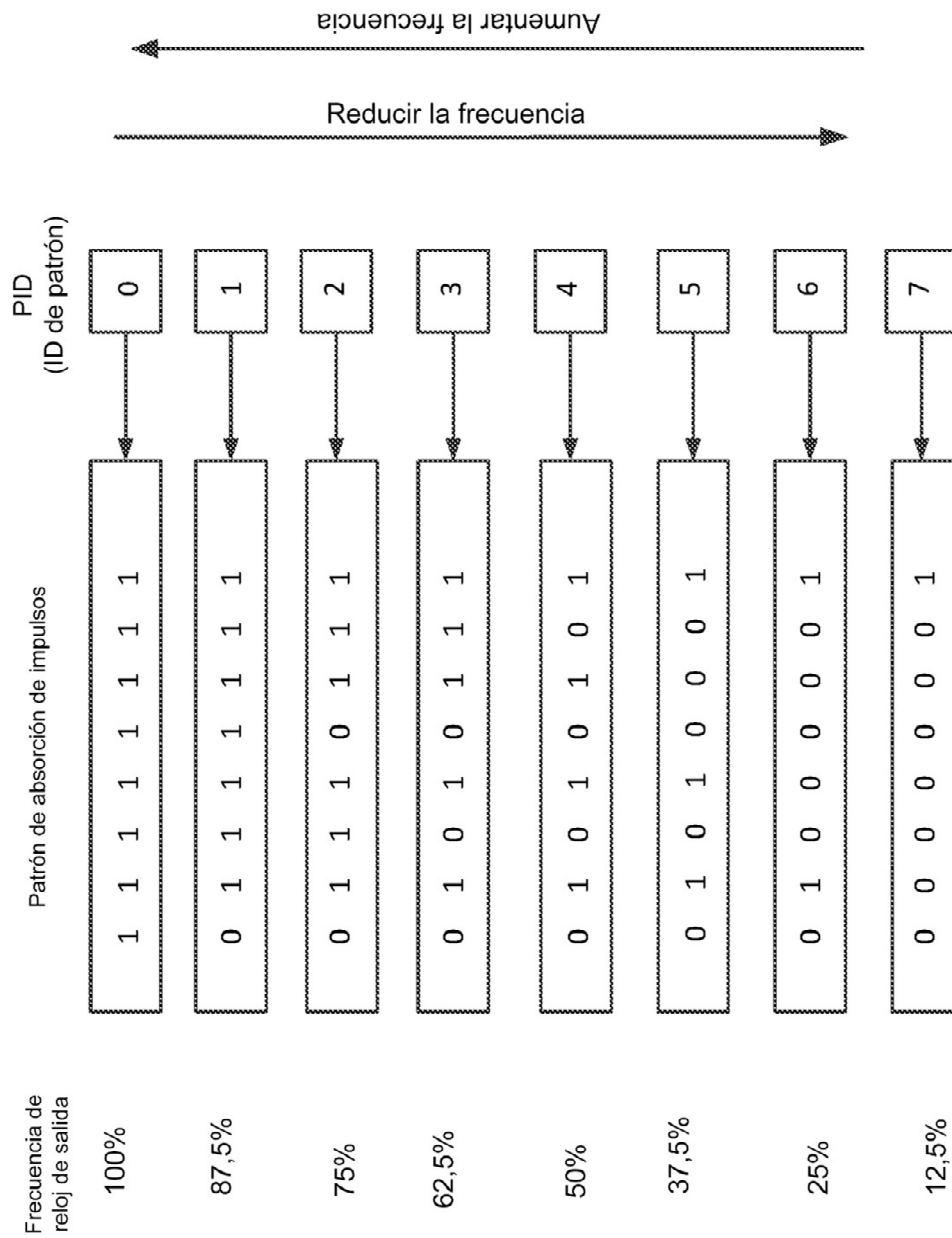 Frecuencia de
reloj de salida
Patrón de absorción de impulsos
PID
(ID de patrón)
100% 1 1 1 1 1 1 1 1 0
87,5% 0 1 1 1 1 1 1 1 1
75% 0 1 1 1 0 1 1 1 2
62,5% 0 1 0 1 0 1 1 1 3
50% 0 1 0 1 0 1 0 1 4
37,5% 0 1 0 1 0 0 0 1 5
25% 0 1 0 0 0 0 0 1 6
12,5% 0 0 0 0 0 0 0 1 7
Reducir la frecuencia
Aumentar la frecuencia